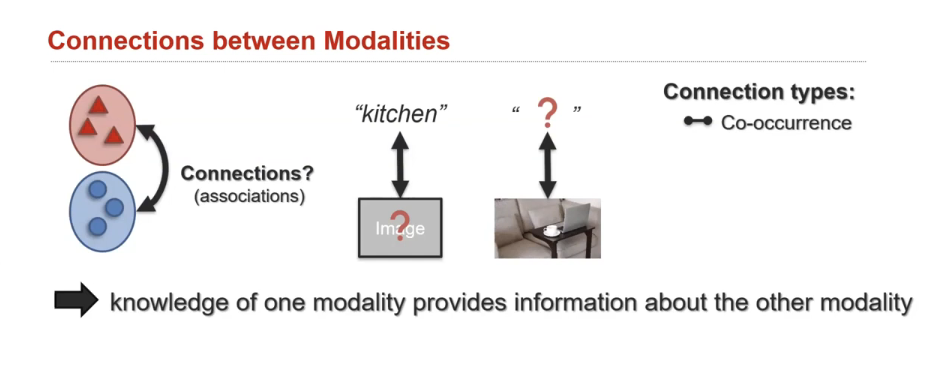 Connections between Modalities
Connections?
(associations)
“kitchen”
Image
?
“ ? ”
Connection types:
Co-occurrence
knowledge of one modality provides information about the other modality